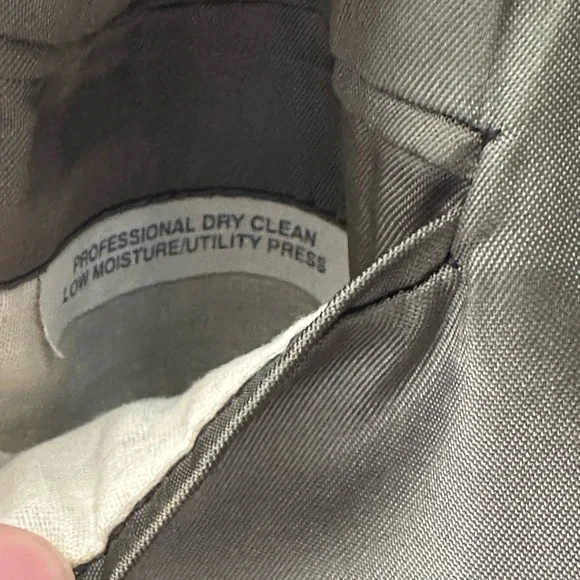 PROFESSIONAL DRY CLEAN
LOW MOISTURE/UTILITY PRESS